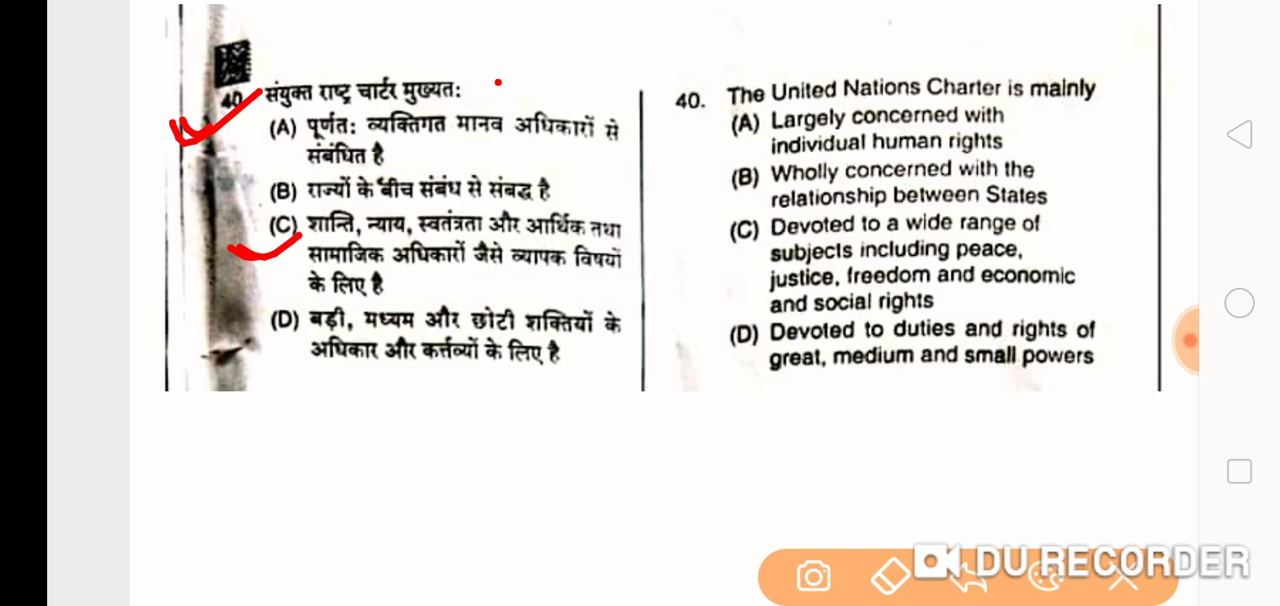 40. संयुक्त राष्ट्र चार्टर मुख्यत:
(A) पूर्णत: व्यक्तिगत मानव अधिकारों से
संबंधित है
(B) राज्यों के बीच संबंध से संबद्ध है
(C) शान्ति, न्याय, स्वतंत्रता और आर्थिक तथा
सामाजिक अधिकारों जैसे व्यापक विषयों
के लिए है
(D) बड़ी, मध्यम और छोटी शक्तियों के
अधिकार और कर्त्तव्यों के लिए है
40. The United Nations Charter is mainly
(A) Largely concerned with
individual human rights
(B) Wholly concerned with the
relationship between States
(C) Devoted to a wide range of
subjects including peace,
justice, freedom and economic
and social rights
(D) Devoted to duties and rights of
great, medium and small powers
DU RECORDER